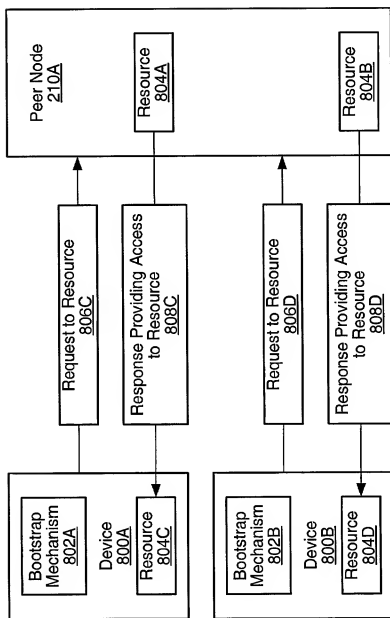 Bootstrap
Mechanism
802A
Device
800A
Resource
804C
Request to Resource
806C
Response Providing Access
to Resource
808C
Peer Node
210A
Resource
804A
Bootstrap
Mechanism
802B
Device
800B
Resource
804D
Request to Resource
806D
Response Providing Access
to Resource
808D
Resource
804B